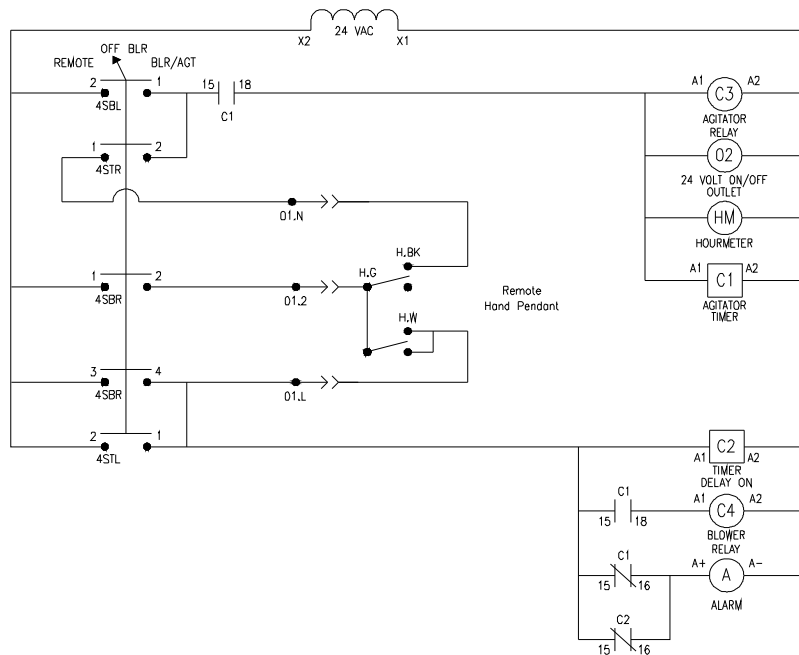 X2 24 VAC X1
OFF BLR
REMOTE BLR/AGT
2 1
4SBL
15 18
C1
A1 C3 A2
AGITATOR
RELAY
1 2
4STR
O2
24 VOLT ON/OFF
OUTLET
01.N
HM
HOURMETER
H.BK
H.G
1 2
4SBR
01.2
Remote
Hand Pendant
A1 C1 A2
AGITATOR
TIMER
H.W
3 4
4SBR
01.L
2 1
4STL
C2
A1 A2
TIMER
DELAY ON
C1
15 18
A1 C4 A2
BLOWER
RELAY
C1
15 16
A+ A A-
ALARM
C2
15 16